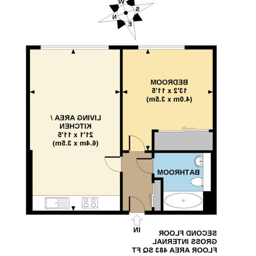 W
S
N
E
BEDROOM
13'2 x 11'5
(4.0m x 3.5m)
LIVING AREA /
KITCHEN
21'1 x 11'5
(6.4m x 3.5m)
BATHROOM
IN
SECOND FLOOR
GROSS INTERNAL
FLOOR AREA 483 SQ FT